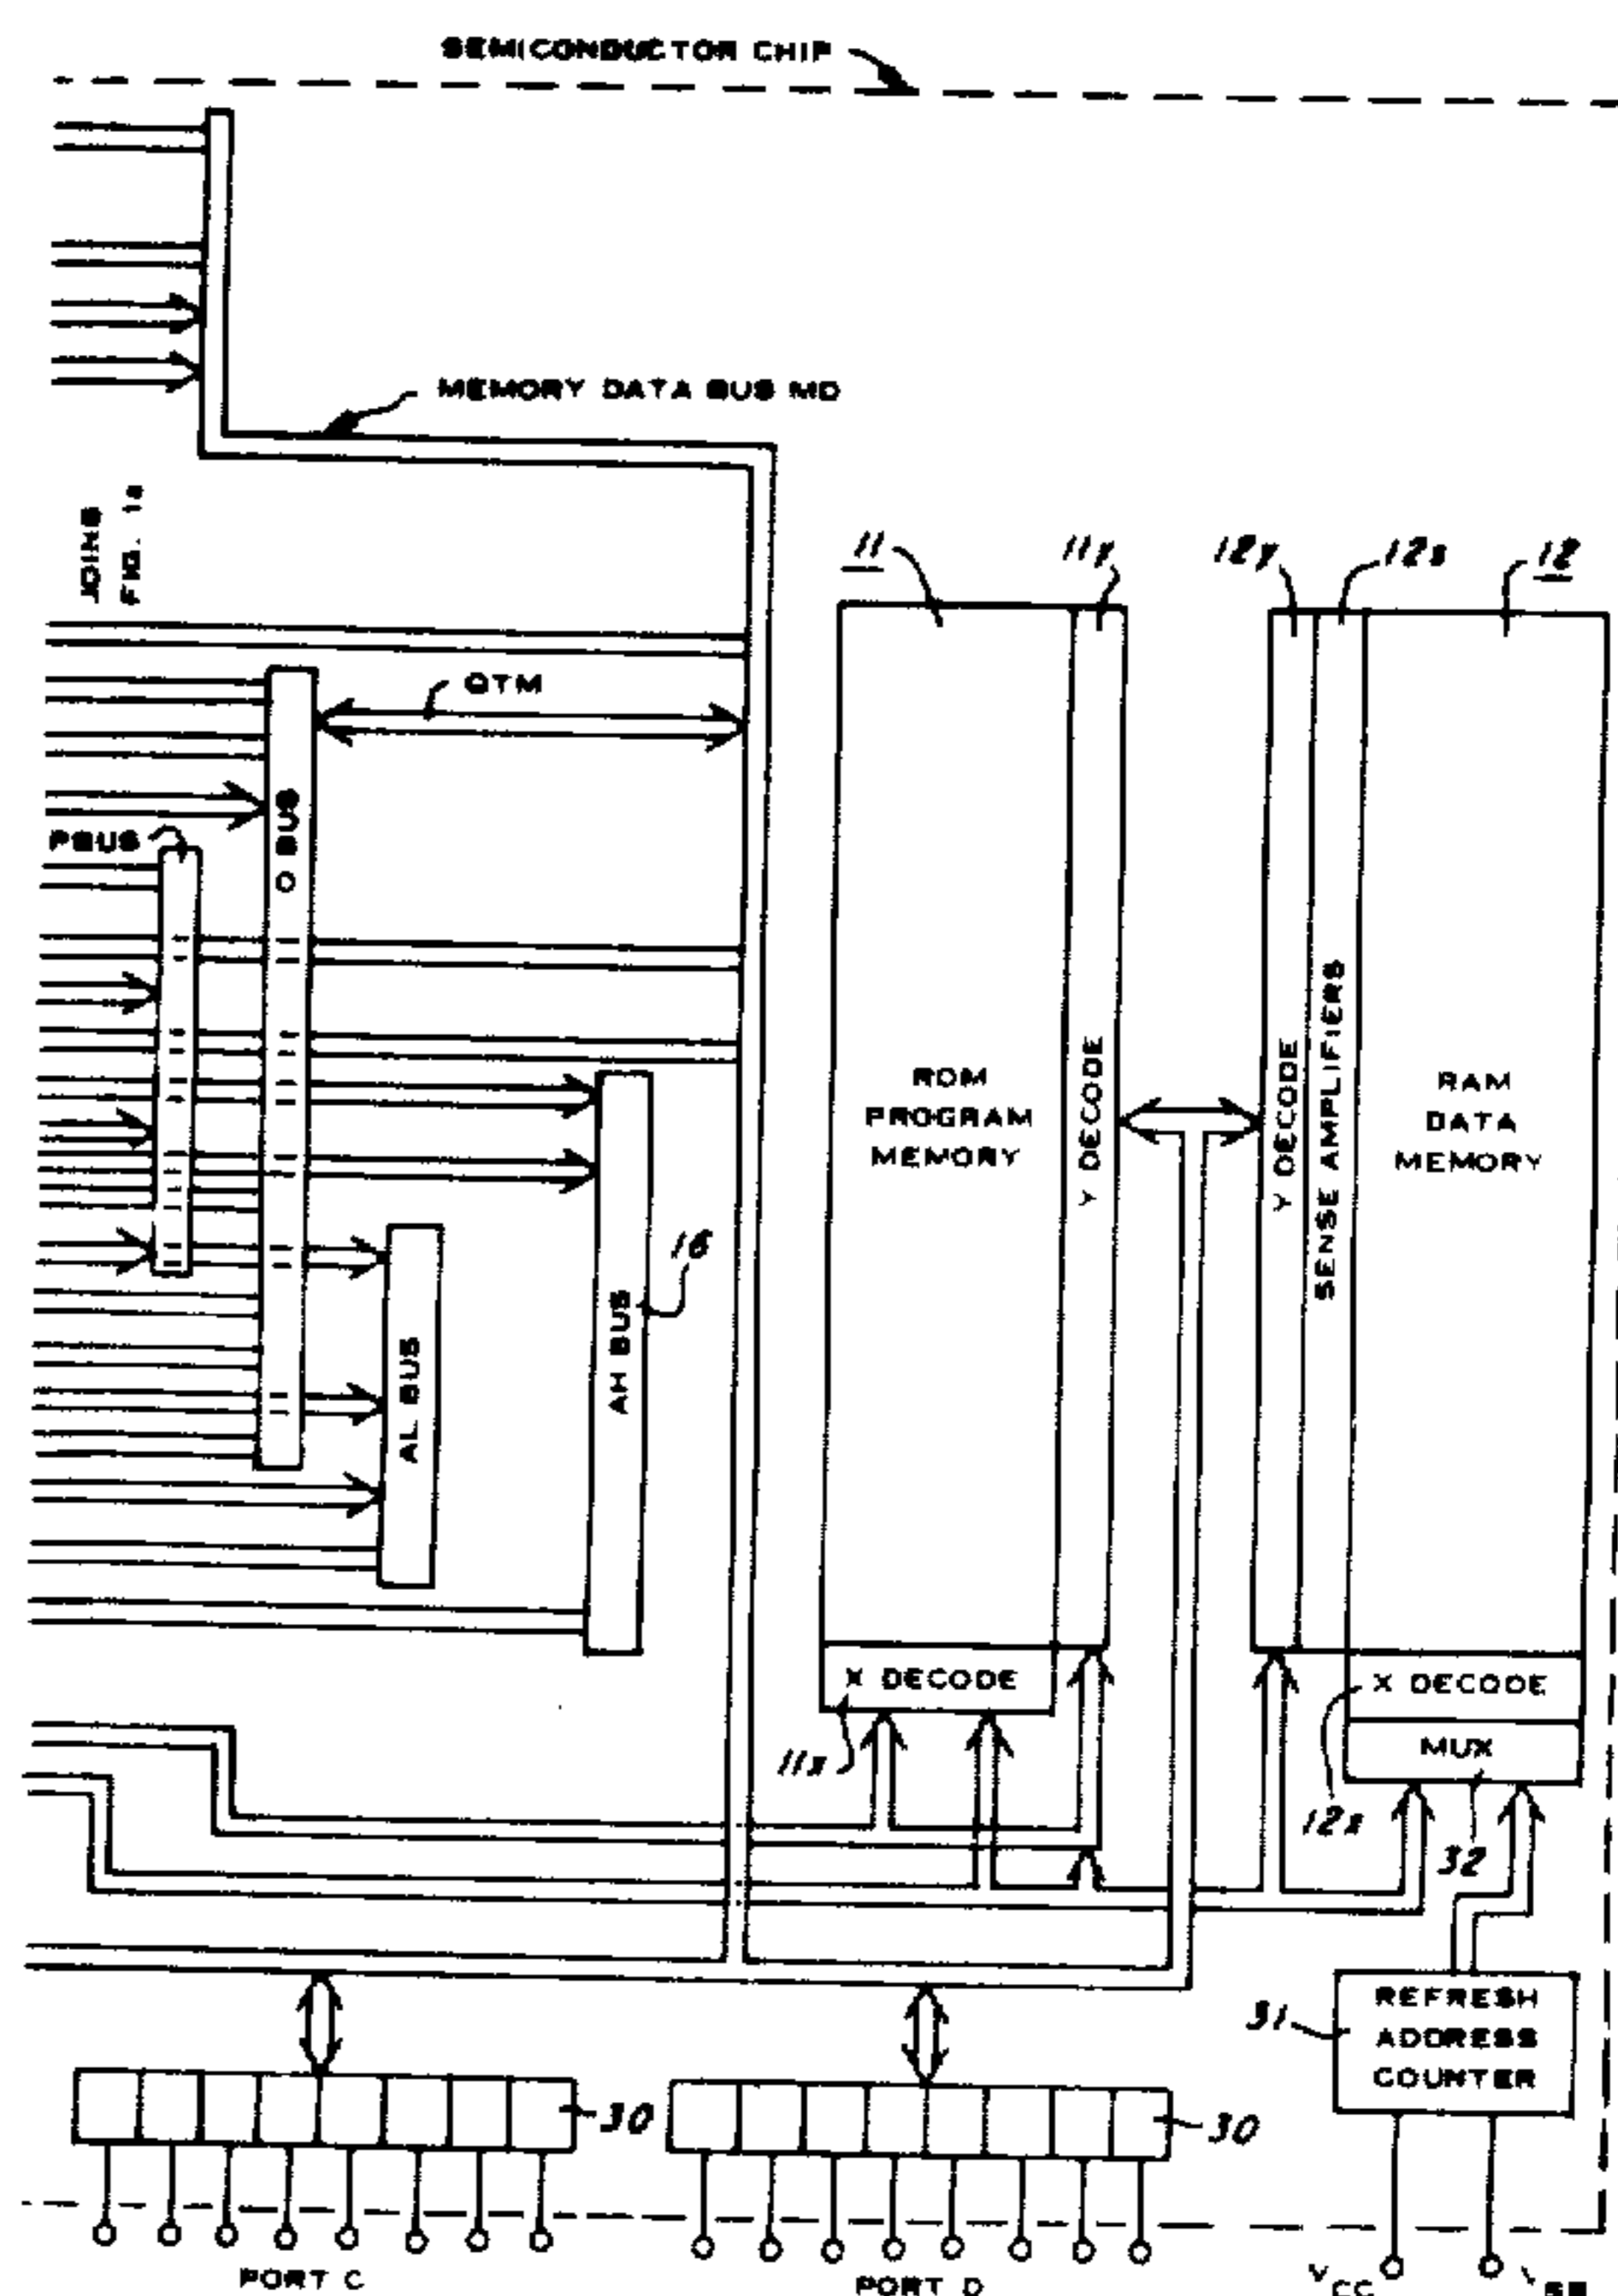 SEMICONDUCTOR CHIP
MEMORY DATA BUS MD
JOINS
FIG. 1a
11
11y
12y
12s
12
OTM
O BUS
PBUS
ROM
PROGRAM
MEMORY
Y DECODE
Y DECODE
SENSE AMPLIFIERS
RAM
DATA
MEMORY
16
AH BUS
AL BUS
X DECODE
X DECODE
MUX
11x
12x
32
31
REFRESH
ADDRESS
COUNTER
30
30
PORT C
PORT D
VCC